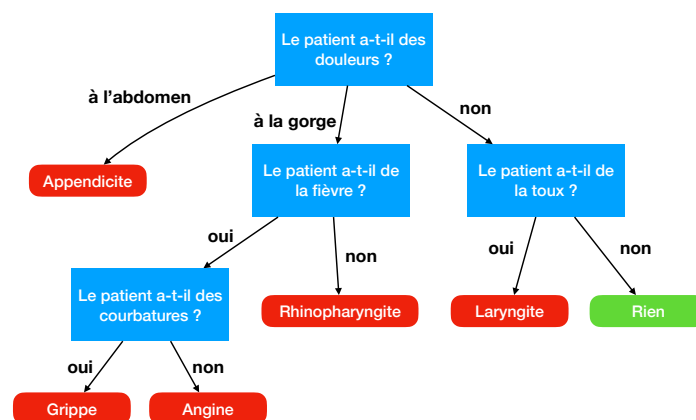 Le patient a-t-il des
douleurs ?
à l'abdomen
à la gorge
non
Appendicite
Le patient a-t-il de
la fièvre ?
Le patient a-t-il de
la toux ?
oui
non
oui
non
Le patient a-t-il des
courbatures ?
Rhinopharyngite
Laryngite
Rien
oui
non
Grippe
Angine